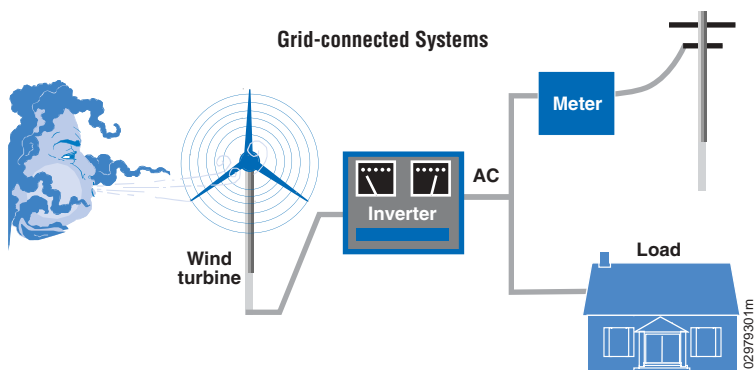 Grid-connected Systems
Meter
AC
Inverter
Wind
turbine
Load
02979301m